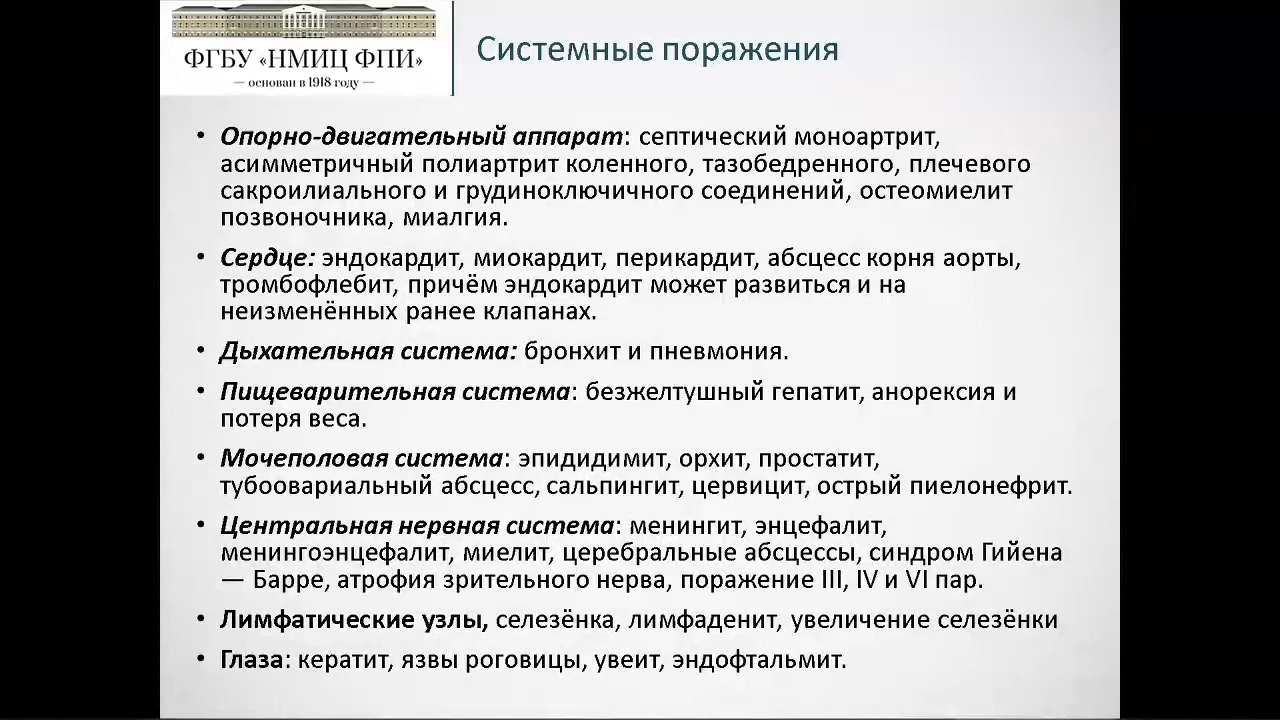 ФГБУ «НМИЦ ФПИ»
— основан в 1918 году —
Системные поражения
• Опорно-двигательный аппарат: септический моноартрит,
асимметричный полиартрит коленного, тазобедренного, плечевого
сакроилиального и грудиноключичного соединений, остеомиелит
позвоночника, миалгия.
• Сердце: эндокардит, миокардит, перикардит, абсцесс корня аорты,
тромбофлебит, причём эндокардит может развиться и на
неизменённых ранее клапанах.
• Дыхательная система: бронхит и пневмония.
• Пищеварительная система: безжелтушный гепатит, анорексия и
потеря веса.
• Мочеполовая система: эпидидимит, орхит, простатит,
тубоовариальный абсцесс, сальпингит, цервицит, острый пиелонефрит.
• Центральная нервная система: менингит, энцефалит,
менингоэнцефалит, миелит, церебральные абсцессы, синдром Гийена
— Барре, атрофия зрительного нерва, поражение III, IV и VI пар.
• Лимфатические узлы, селезёнка, лимфаденит, увеличение селезёнки
• Глаза: кератит, язвы роговицы, увеит, эндофтальмит.